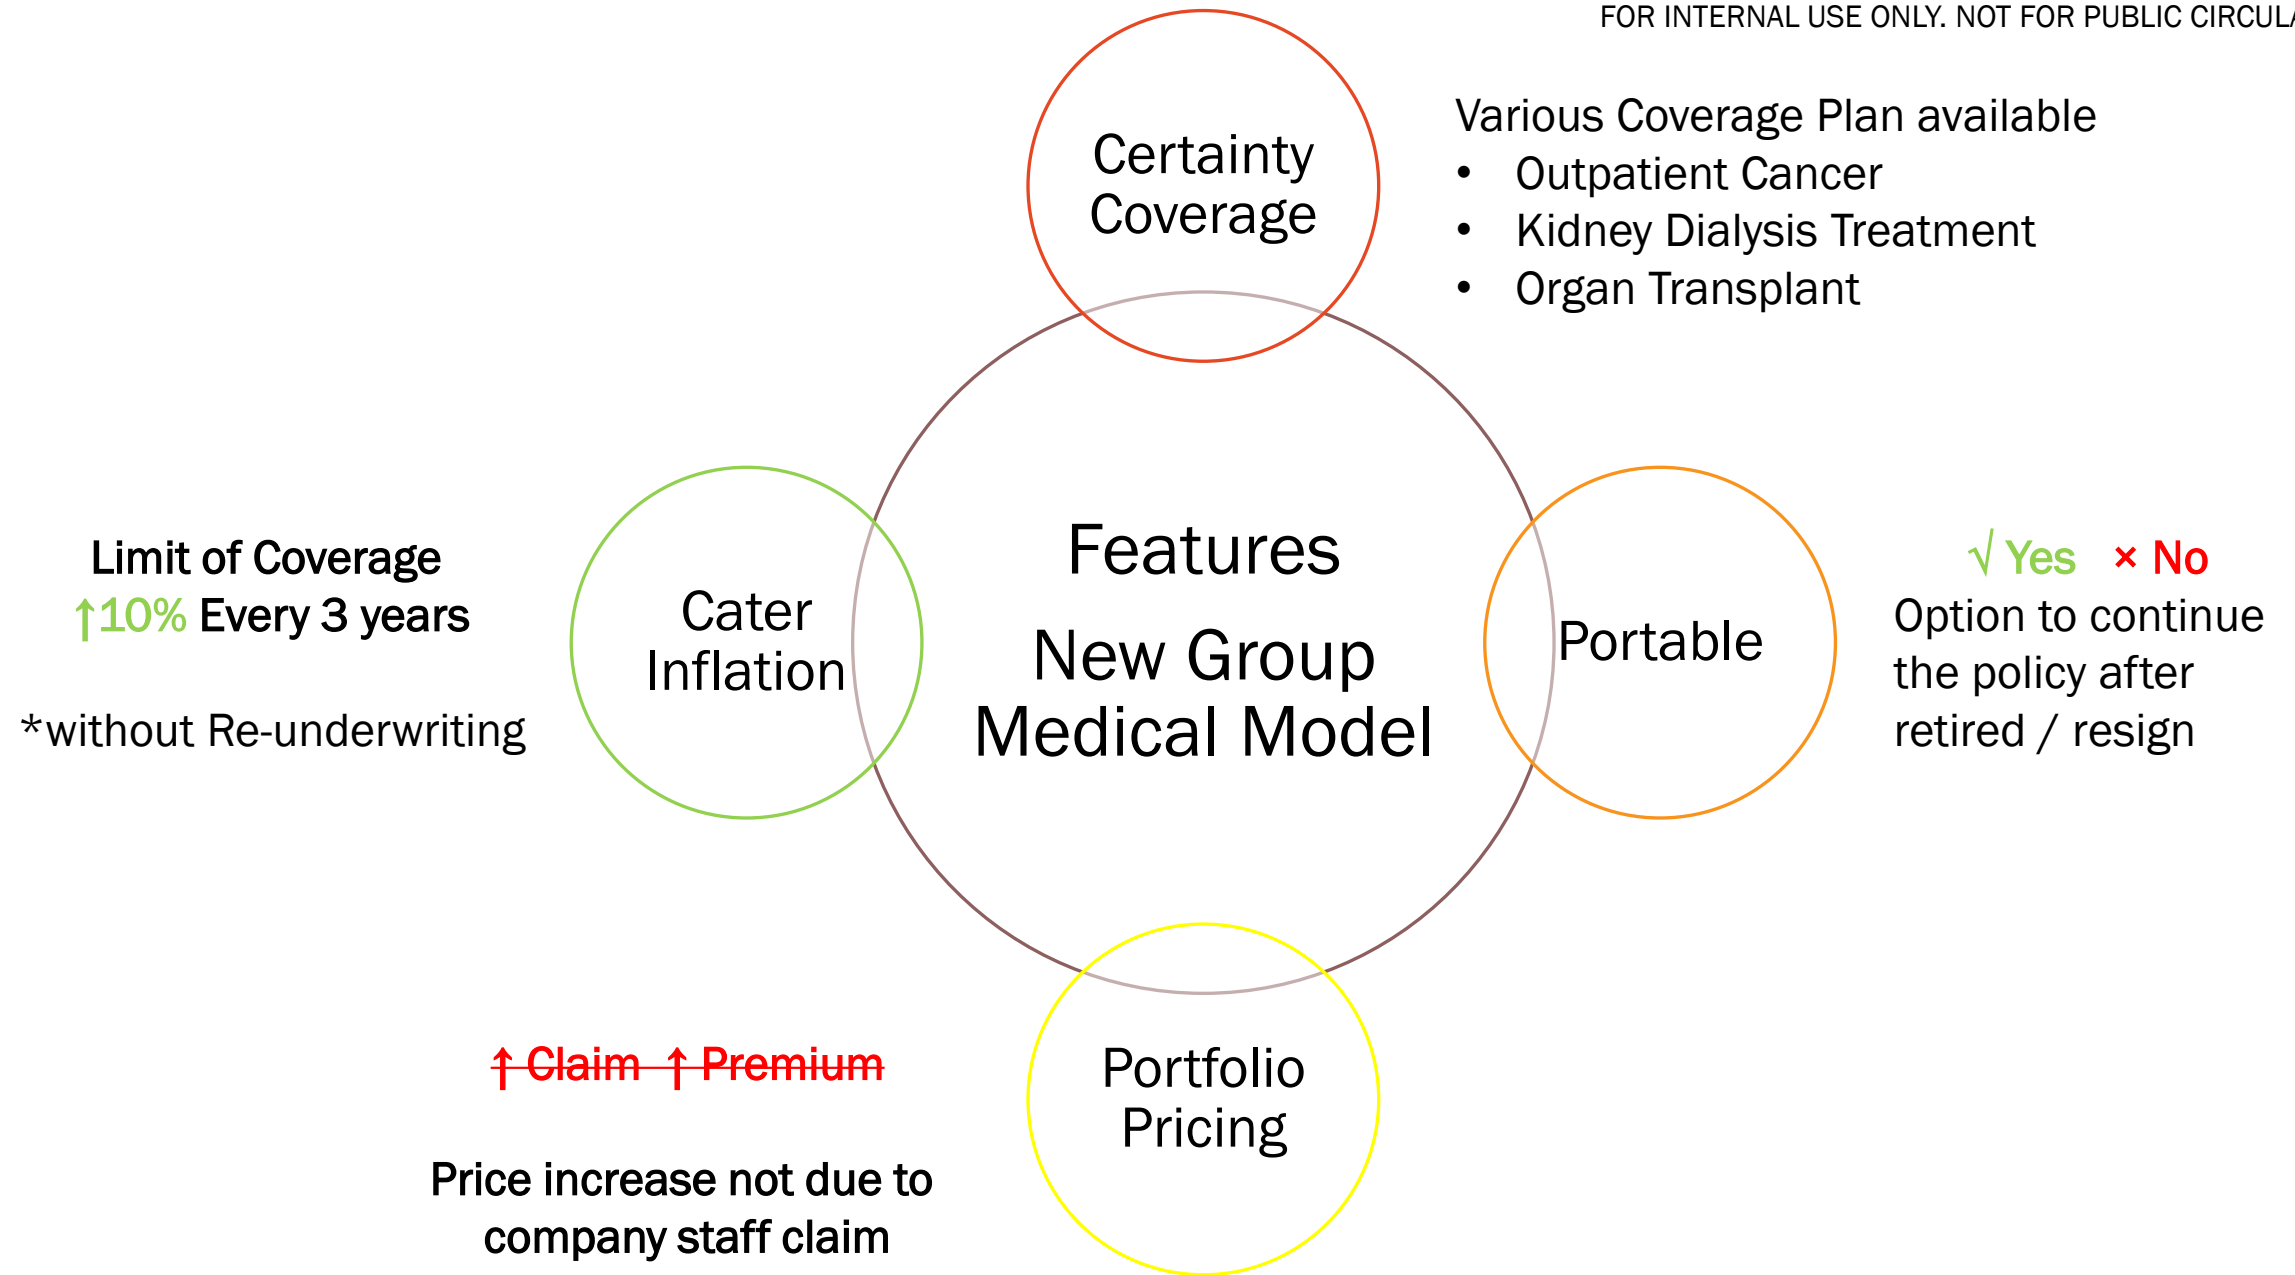 FOR INTERNAL USE ONLY. NOT FOR PUBLIC
Certainty
Coverage
Various Coverage Plan available
• Outpatient Cancer
• Kidney Dialysis Treatment
• Organ Transplant
Features
New Group
Medical Model
Limit of Coverage
↑10% Every 3 years
*without Re-underwriting
Cater
Inflation
Portable
√ Yes × No
Option to continue
the policy after
retired / resign
↑ Claim ↑ Premium
Price increase not due to
company staff claim
Portfolio
Pricing